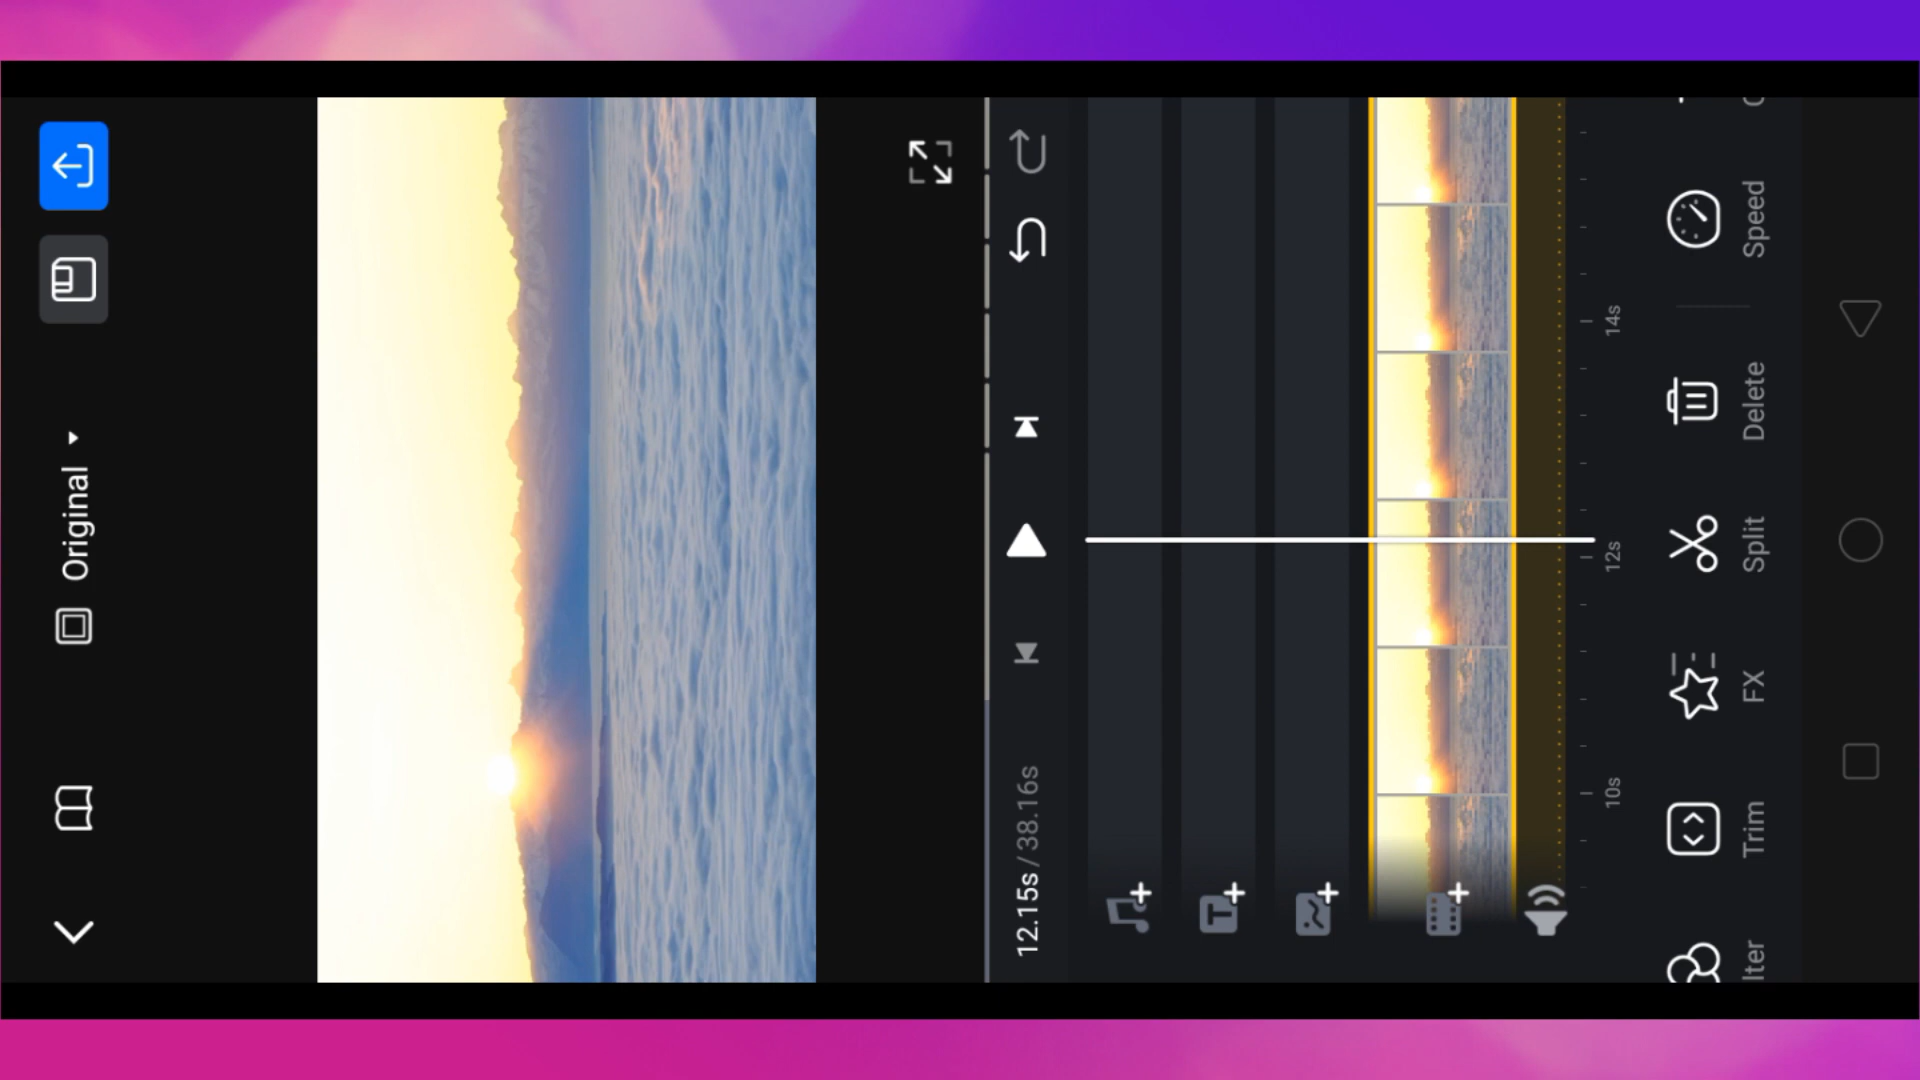 Original
12.15s/38.16s
10s
12s
14s
lter
Trim
FX
Split
Delete
Speed